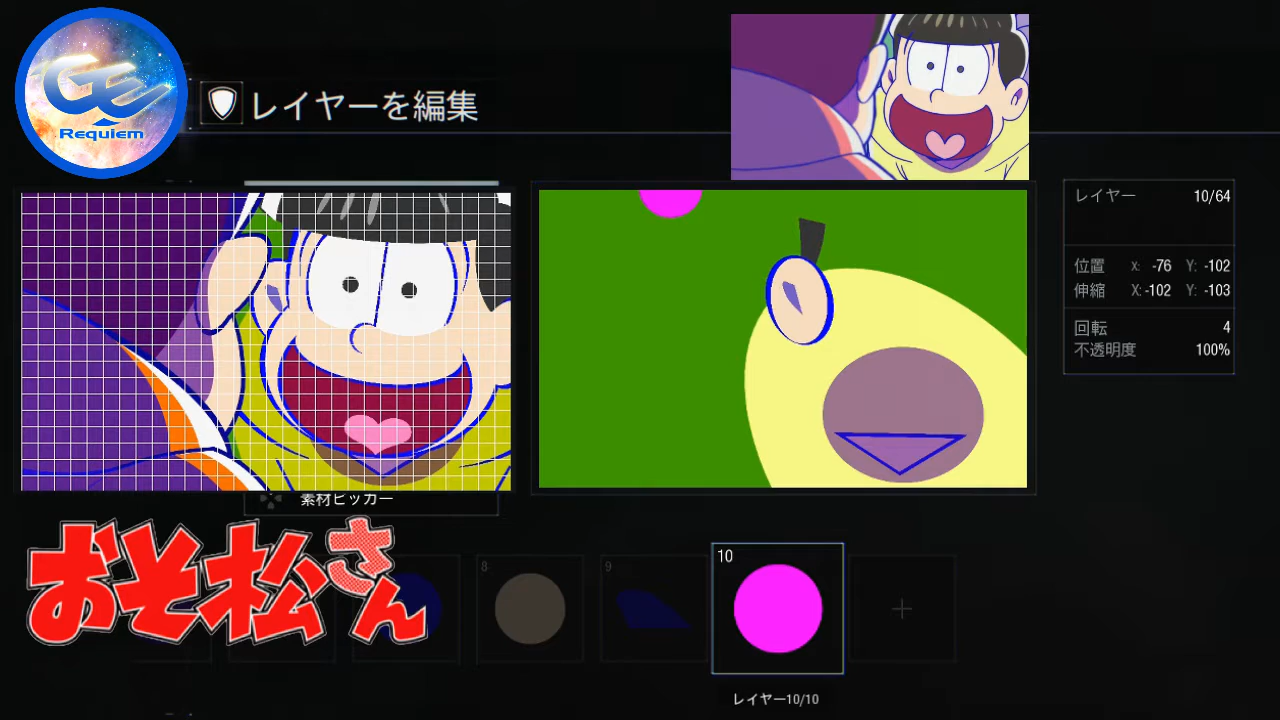 GE
Requiem
レイヤーを編集
レイヤー 10/64
位置 X: -76 Y: -102
伸縮 X: -102 Y: -103
回転 4
不透明度 100%
素材ピッカー
おそ松さん
8
9
10
レイヤー10/10